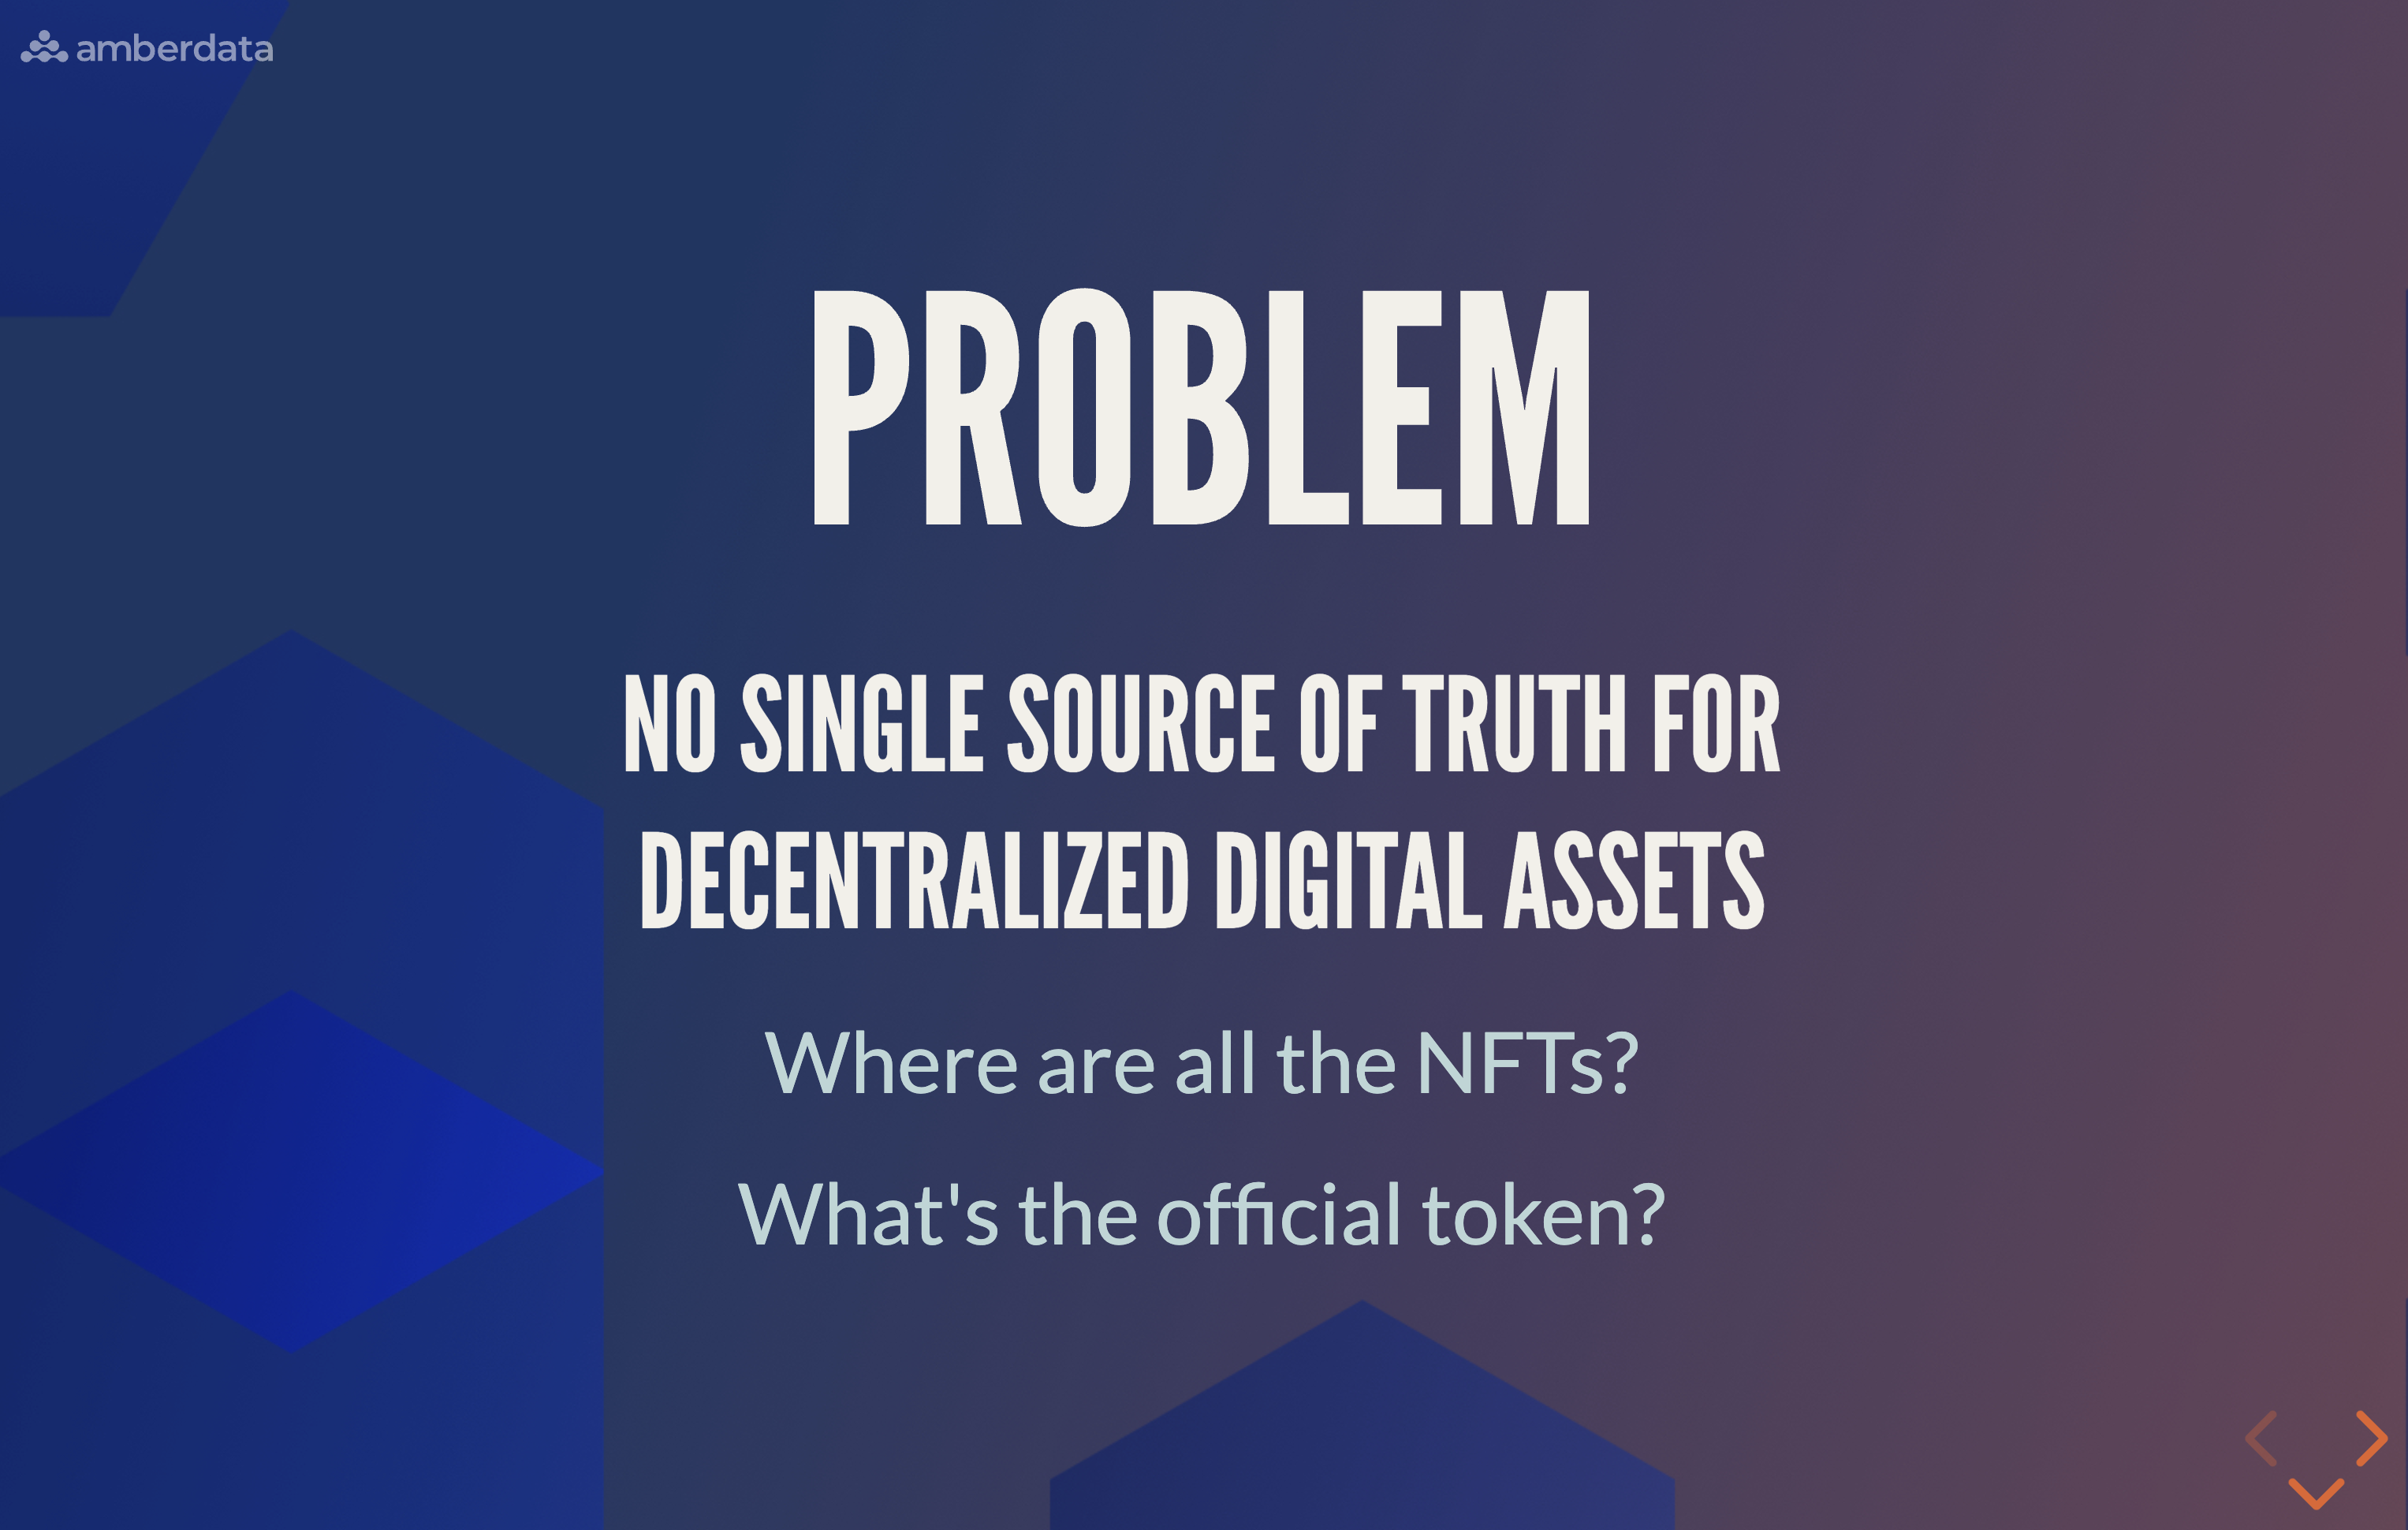 amberdata
PROBLEM
NO SINGLE SOURCE OF TRUTH FOR
DECENTRALIZED DIGITAL ASSETS
Where are all the NFTs?
What's the official token?